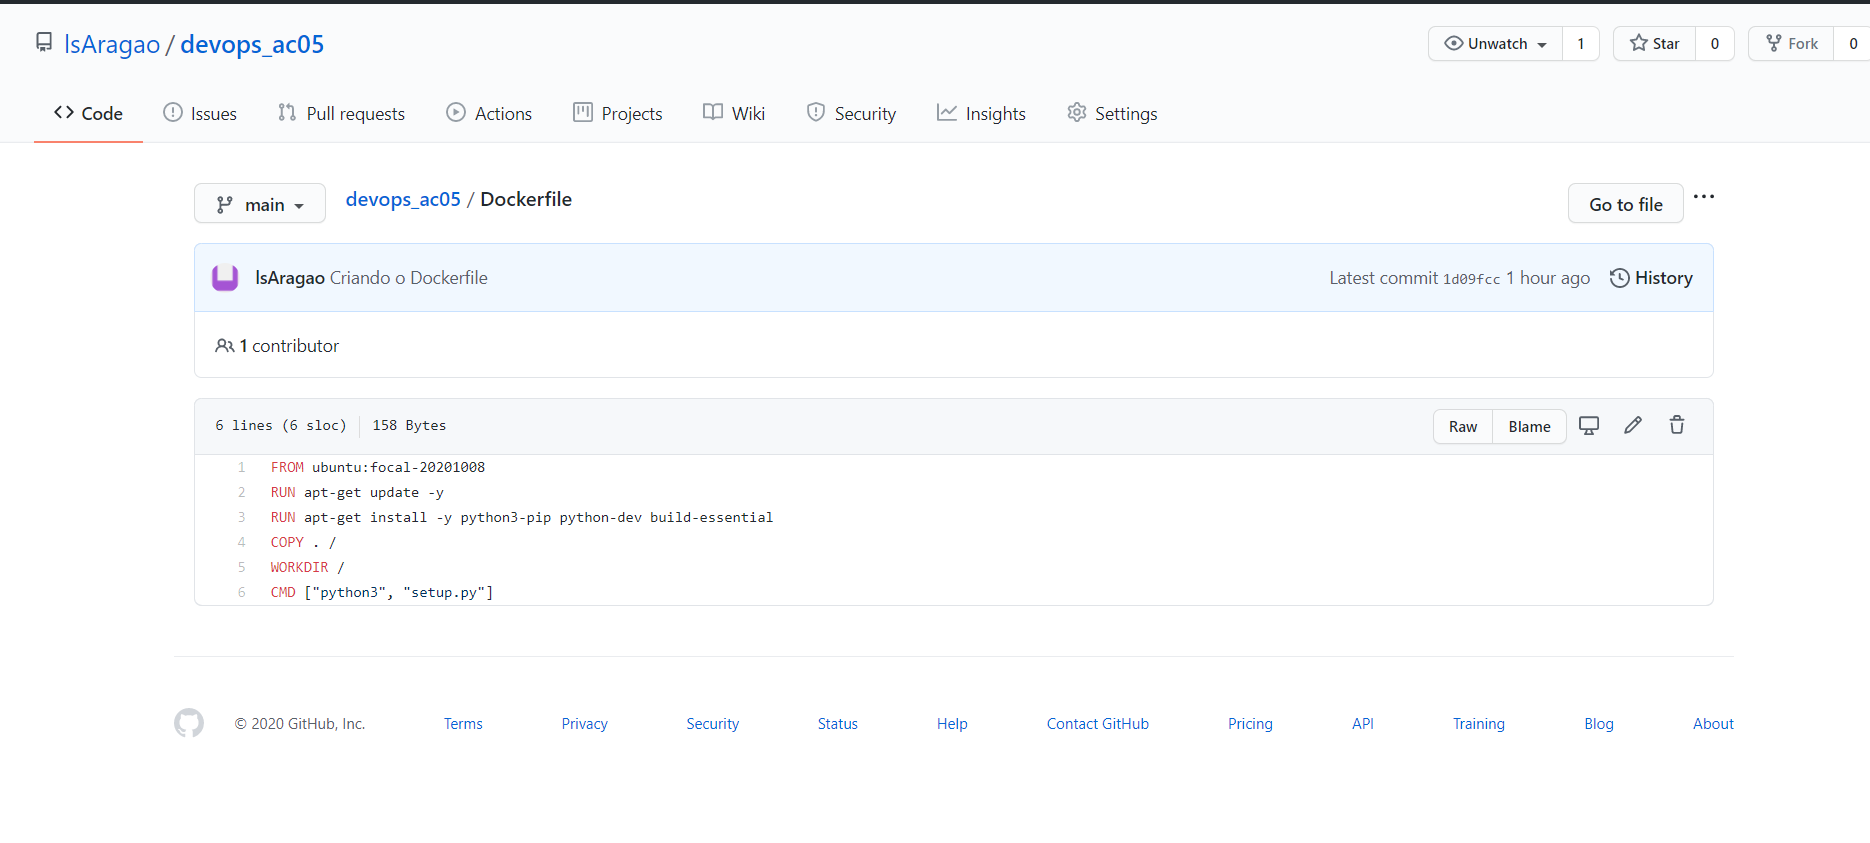 lsAragao / devops_ac05
Unwatch 1 Star 0 Fork 0
Code Issues Pull requests Actions Projects Wiki Security Insights Settings
main devops_ac05 / Dockerfile Go to file ...
lsAragao Criando o Dockerfile Latest commit 1d09fcc 1 hour ago History
1 contributor
6 lines (6 sloc) 158 Bytes Raw Blame
1 FROM ubuntu:focal-20201008
2 RUN apt-get update -y
3 RUN apt-get install -y python3-pip python-dev build-essential
4 COPY . /
5 WORKDIR /
6 CMD ["python3", "setup.py"]
© 2020 GitHub, Inc. Terms Privacy Security Status Help Contact GitHub Pricing API Training Blog About